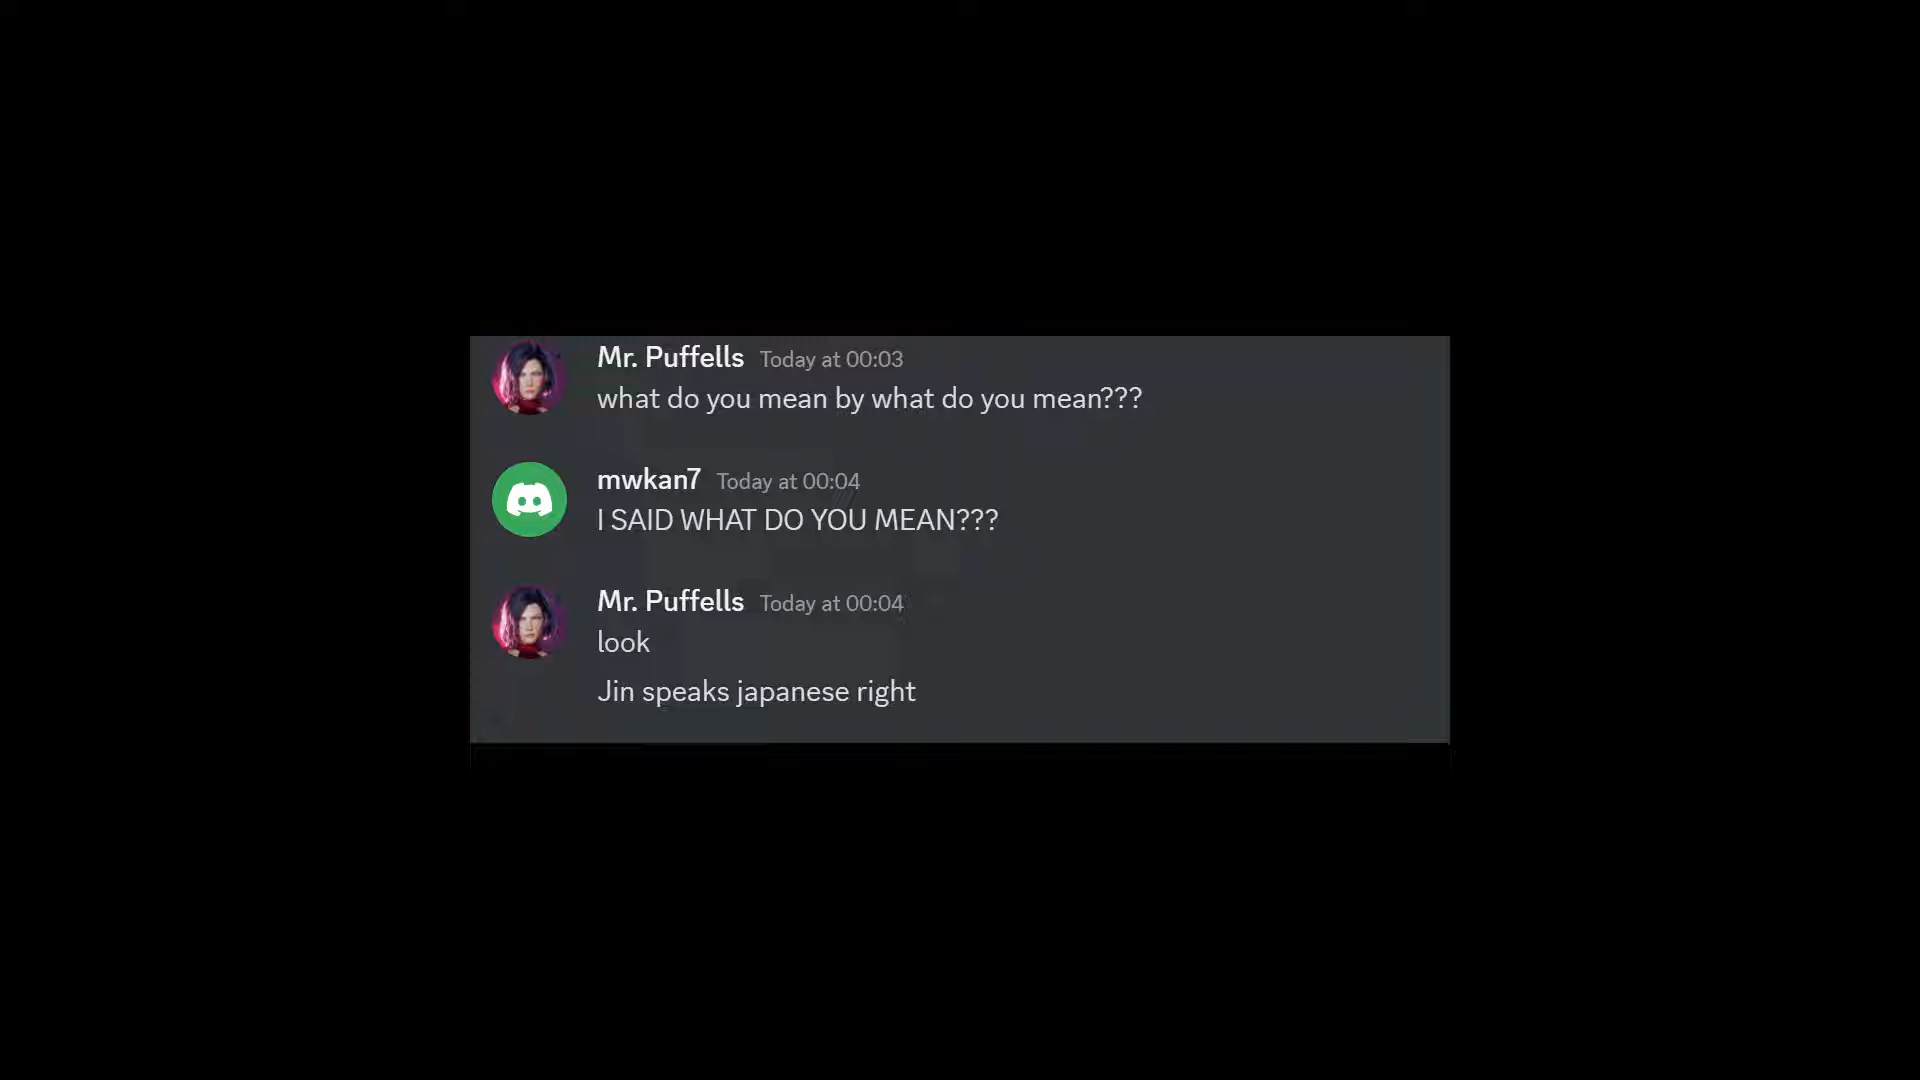 Mr. Puffells Today at 00:03
what do you mean by what do you mean???
mwkan7 Today at 00:04
I SAID WHAT DO YOU MEAN???
Mr. Puffells Today at 00:04
look
Jin speaks japanese right